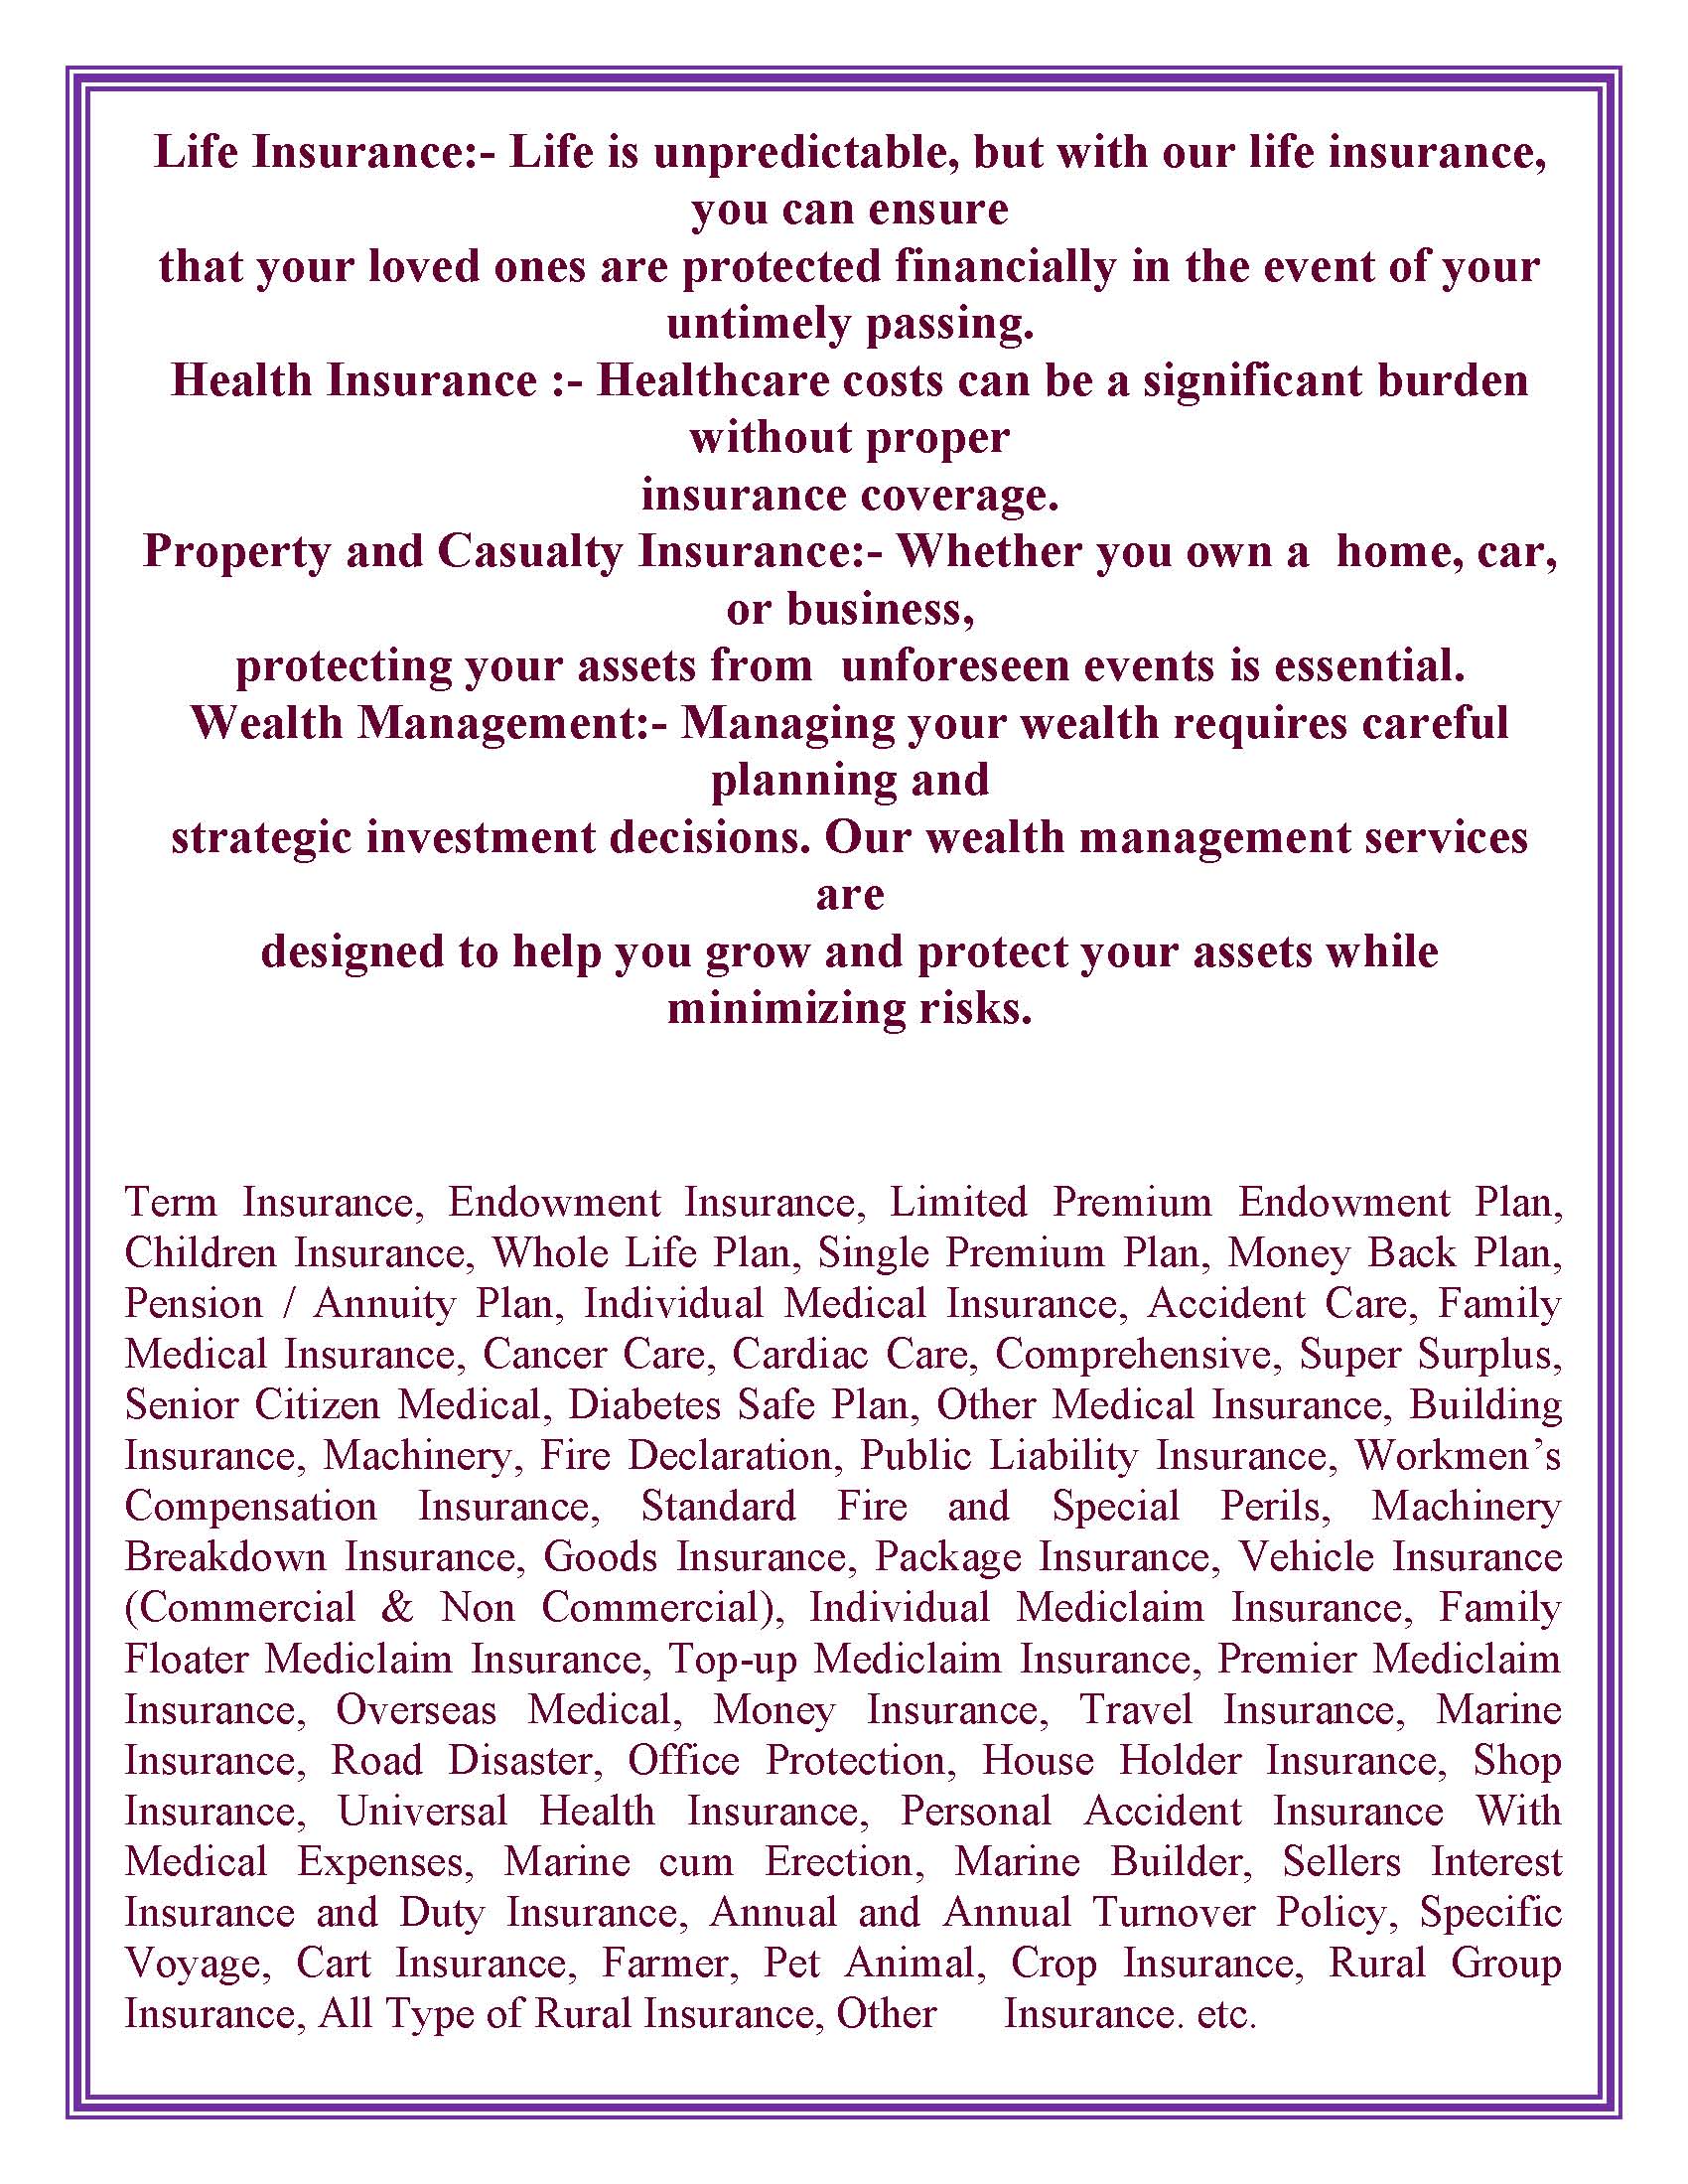 Life Insurance:- Life is unpredictable, but with our life insurance,
you can ensure
that your loved ones are protected financially in the event of your
untimely passing.
Health Insurance :- Healthcare costs can be a significant burden
without proper
insurance coverage.
Property and Casualty Insurance:- Whether you own a  home, car,
or business,
protecting your assets from  unforeseen events is essential.
Wealth Management:- Managing your wealth requires careful
planning and
strategic investment decisions. Our wealth management services
are
designed to help you grow and protect your assets while
minimizing risks.
Term Insurance, Endowment Insurance, Limited Premium Endowment Plan,
Children Insurance, Whole Life Plan, Single Premium Plan, Money Back Plan,
Pension / Annuity Plan, Individual Medical Insurance, Accident Care, Family
Medical Insurance, Cancer Care, Cardiac Care, Comprehensive, Super Surplus,
Senior Citizen Medical, Diabetes Safe Plan, Other Medical Insurance, Building
Insurance, Machinery, Fire Declaration, Public Liability Insurance, Workmen’s
Compensation Insurance, Standard Fire and Special Perils, Machinery
Breakdown Insurance, Goods Insurance, Package Insurance, Vehicle Insurance
(Commercial & Non Commercial), Individual Mediclaim Insurance, Family
Floater Mediclaim Insurance, Top-up Mediclaim Insurance, Premier Mediclaim
Insurance, Overseas Medical, Money Insurance, Travel Insurance, Marine
Insurance, Road Disaster, Office Protection, House Holder Insurance, Shop
Insurance, Universal Health Insurance, Personal Accident Insurance With
Medical Expenses, Marine cum Erection, Marine Builder, Sellers Interest
Insurance and Duty Insurance, Annual and Annual Turnover Policy, Specific
Voyage, Cart Insurance, Farmer, Pet Animal, Crop Insurance, Rural Group
Insurance, All Type of Rural Insurance, Other     Insurance. etc.